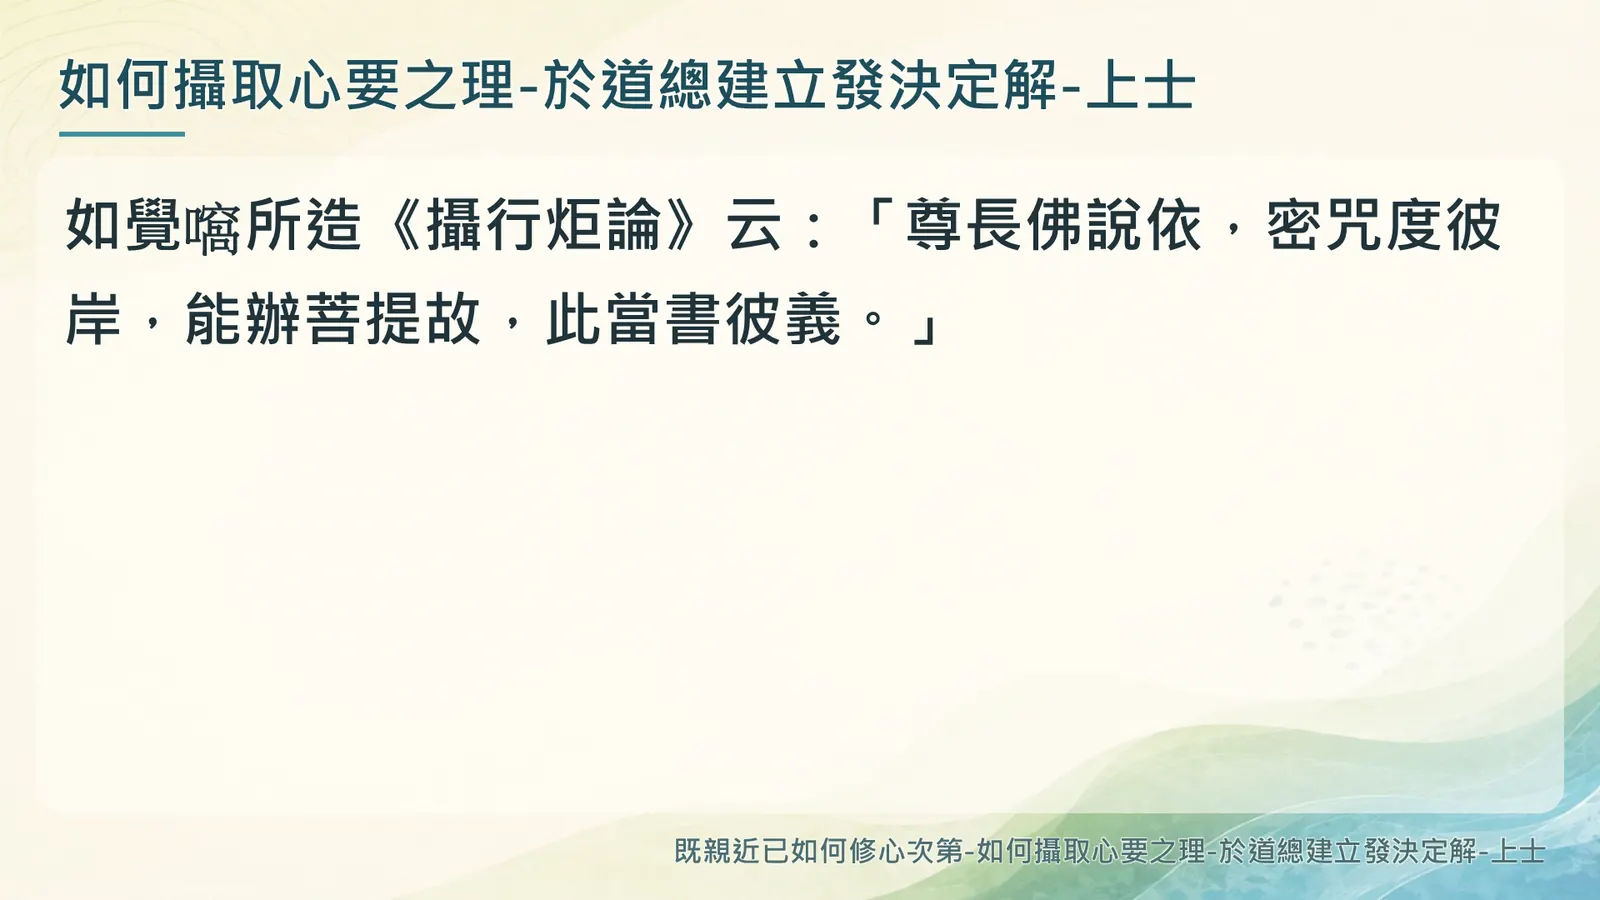 如何攝取心要之理-於道總建立發決定解-上士
如覺嚆所造《攝行炬論》云：「尊長佛說依，密咒度彼
岸，能辦菩提故，此當書彼義。」
既親近已如何修心次第-如何攝取心要之理-於道總建立發決定解-上士